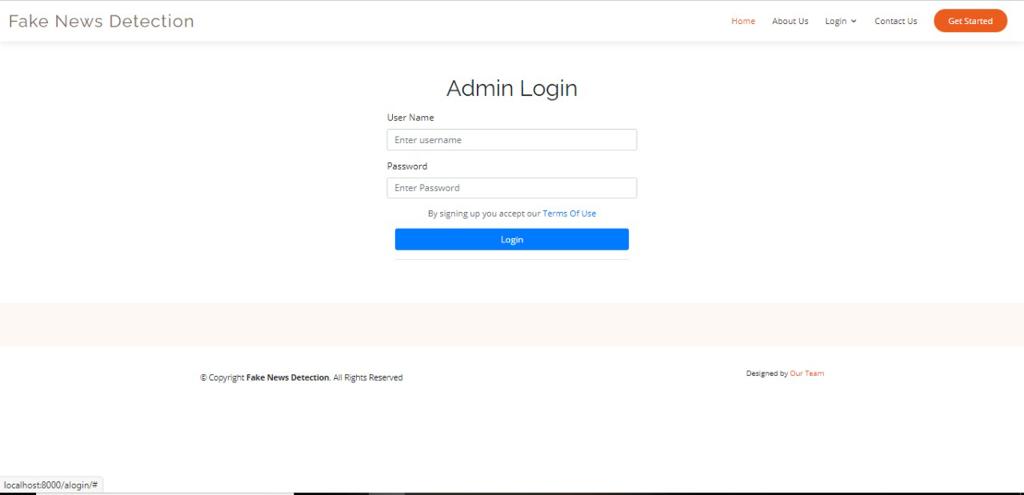 Fake News Detection
Home About Us Login Contact Us Get Started
Admin Login
User Name
Enter username
Password
Enter Password
By signing up you accept our Terms Of Use
Login
© Copyright Fake News Detection. All Rights Reserved
Designed by Our Team
localhost:8000/alogin/#